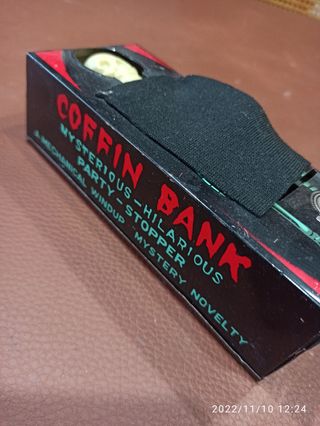 COFFIN BANK
MYSTERIOUS-HILARIOUS
PARTY-STOPPER
A MECHANICAL WINDUP MYSTERY NOVELTY
2022/11/10 12:24